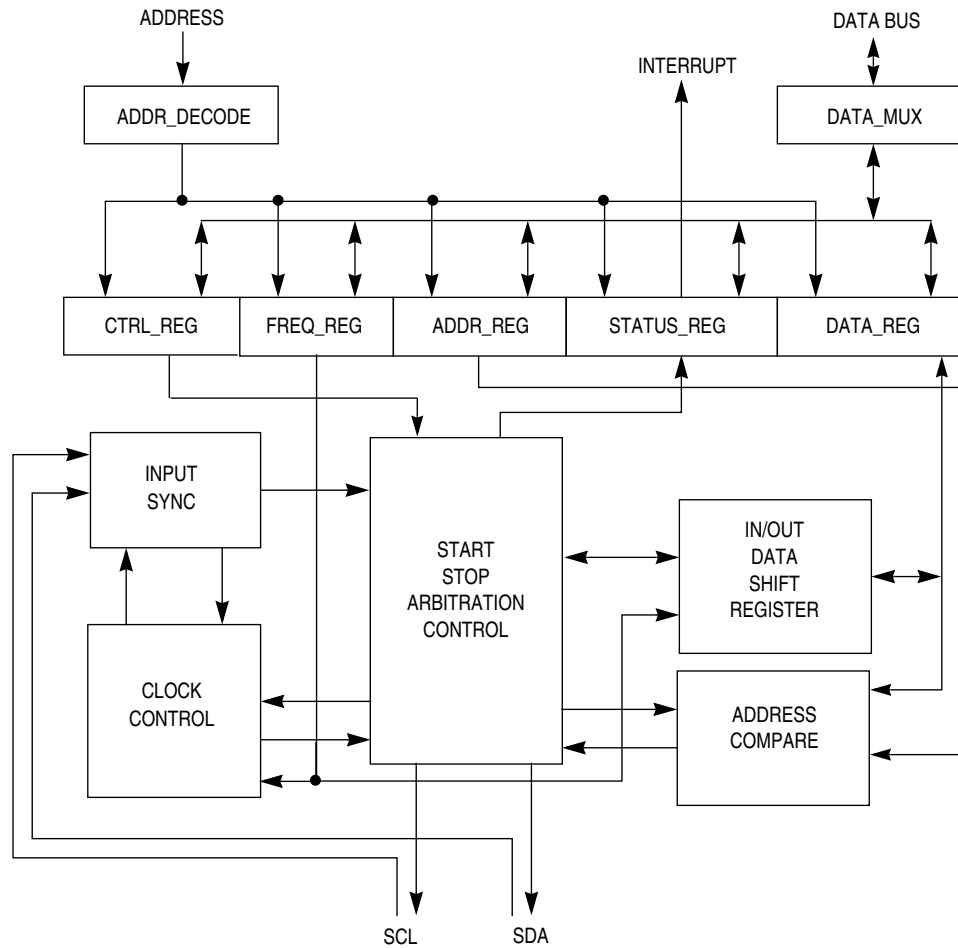 ADDRESS
DATA BUS
INTERRUPT
ADDR_DECODE
DATA_MUX
CTRL_REG
FREQ_REG
ADDR_REG
STATUS_REG
DATA_REG
INPUT
SYNC
START
STOP
ARBITRATION
CONTROL
IN/OUT
DATA
SHIFT
REGISTER
CLOCK
CONTROL
ADDRESS
COMPARE
SCL
SDA